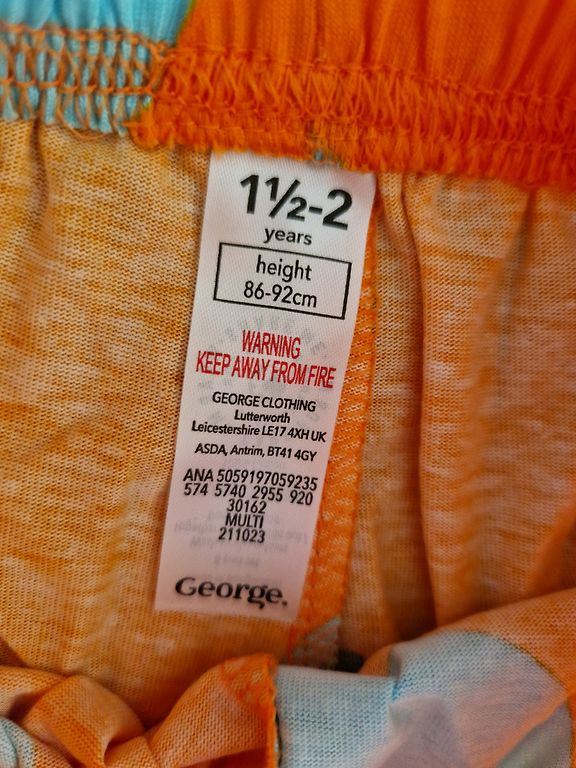 1½-2
years
height
86-92cm
WARNING
KEEP AWAY FROM FIRE
GEORGE CLOTHING
Lutterworth
Leicestershire LE17 4XH UK
ASDA, Antrim, BT41 4GY
ANA 5059197059235
574 5740 2955 920
30162
MULTI
211023
George.